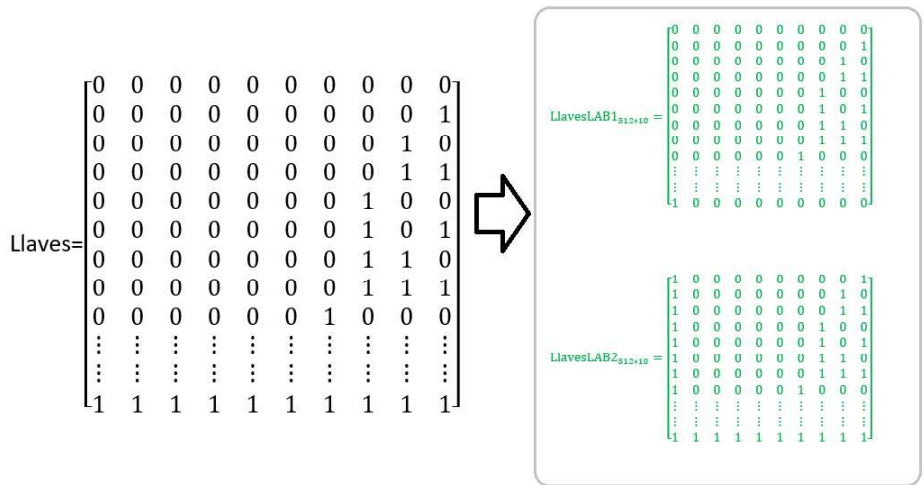 Llaves=
0 0 0 0 0 0 0 0 0 0
0 0 0 0 0 0 0 0 0 1
0 0 0 0 0 0 0 0 1 0
0 0 0 0 0 0 0 0 1 1
0 0 0 0 0 0 0 1 0 0
0 0 0 0 0 0 0 1 0 1
0 0 0 0 0 0 0 1 1 0
0 0 0 0 0 0 0 1 1 1
0 0 0 0 0 0 1 0 0 0
⋮ ⋮ ⋮ ⋮ ⋮ ⋮ ⋮ ⋮ ⋮ ⋮
⋮ ⋮ ⋮ ⋮ ⋮ ⋮ ⋮ ⋮ ⋮ ⋮
1 1 1 1 1 1 1 1 1 1
LlavesLAB1512∗10 =
0 0 0 0 0 0 0 0 0 0
0 0 0 0 0 0 0 0 0 1
0 0 0 0 0 0 0 0 1 0
0 0 0 0 0 0 0 0 1 1
0 0 0 0 0 0 0 1 0 0
0 0 0 0 0 0 0 1 0 1
0 0 0 0 0 0 0 1 1 0
0 0 0 0 0 0 0 1 1 1
0 0 0 0 0 0 1 0 0 0
⋮ ⋮ ⋮ ⋮ ⋮ ⋮ ⋮ ⋮ ⋮ ⋮
⋮ ⋮ ⋮ ⋮ ⋮ ⋮ ⋮ ⋮ ⋮ ⋮
1 0 0 0 0 0 0 0 0 0
LlavesLAB2512∗10 =
1 0 0 0 0 0 0 0 0 1
1 0 0 0 0 0 0 0 1 0
1 0 0 0 0 0 0 0 1 1
1 0 0 0 0 0 0 1 0 0
1 0 0 0 0 0 0 1 0 1
1 0 0 0 0 0 0 1 1 0
1 0 0 0 0 0 0 1 1 1
1 0 0 0 0 0 1 0 0 0
⋮ ⋮ ⋮ ⋮ ⋮ ⋮ ⋮ ⋮ ⋮ ⋮
⋮ ⋮ ⋮ ⋮ ⋮ ⋮ ⋮ ⋮ ⋮ ⋮
1 1 1 1 1 1 1 1 1 1